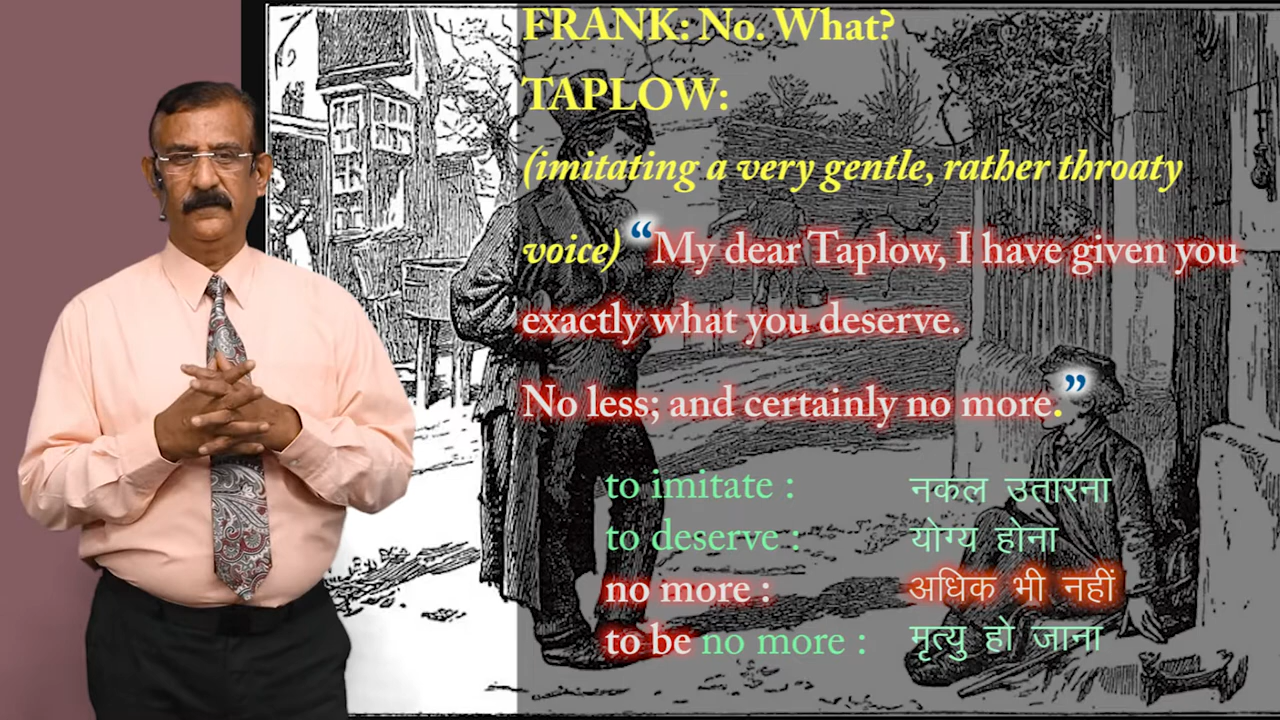 FRANK: No. What?
TAPLOW:
(imitating a very gentle, rather throaty
voice) “My dear Taplow, I have given you
exactly what you deserve.
No less; and certainly no more.”
to imitate : नकल उतारना
to deserve : योग्य होना
no more : अधिक भी नहीं
to be no more : मृत्यु हो जाना